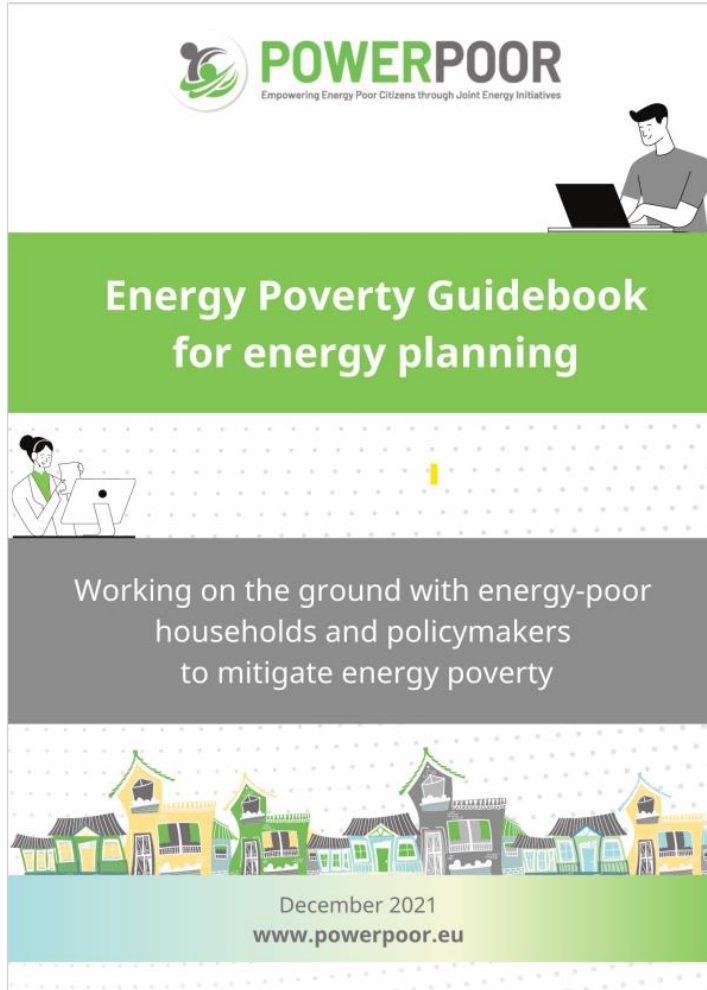 POWERPOOR
Empowering Energy Poor Citizens through Joint Energy Initiatives
Energy Poverty Guidebook
for energy planning
Working on the ground with energy-poor
households and policymakers
to mitigate energy poverty
December 2021
www.powerpoor.eu